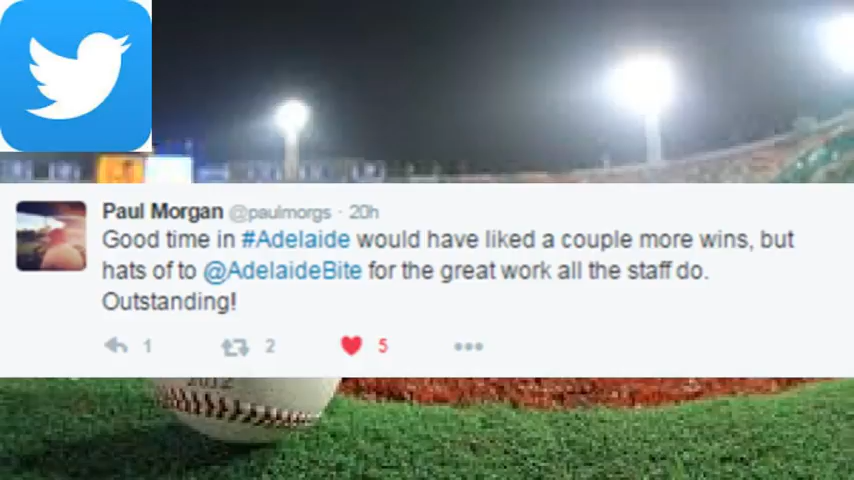 Paul Morgan @paulmorgs · 20h
Good time in #Adelaide would have liked a couple more wins, but
hats of to @AdelaideBite for the great work all the staff do.
Outstanding!
1 2 5